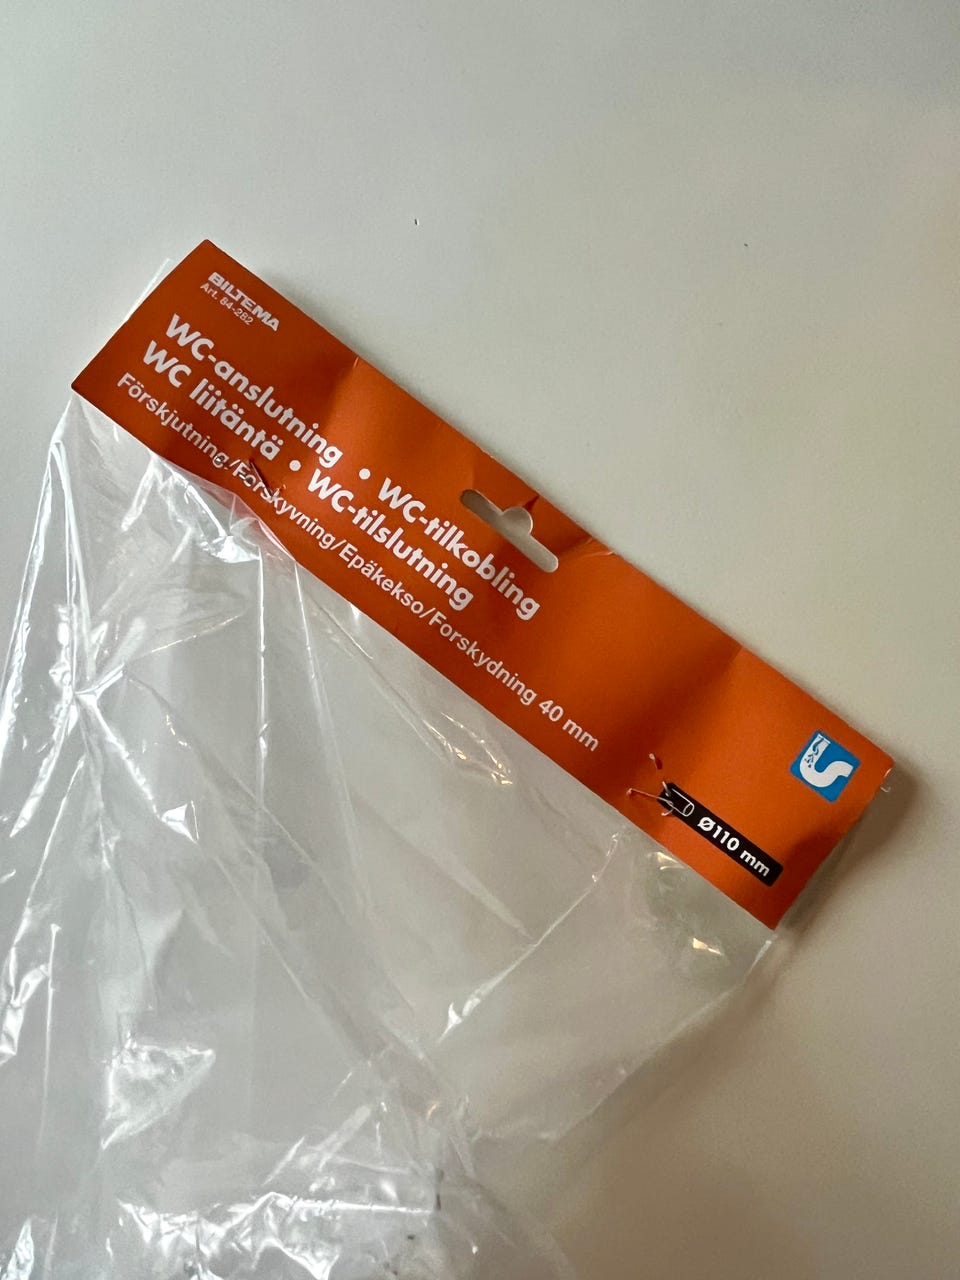 BILTEMA
Art. 84-282
WC-anslutning • WC-tilkobling
WC liitäntä • WC-tilslutning
Förskjutning/Forskyvning/Epäkekso/Forskydning 40 mm
Ø110 mm